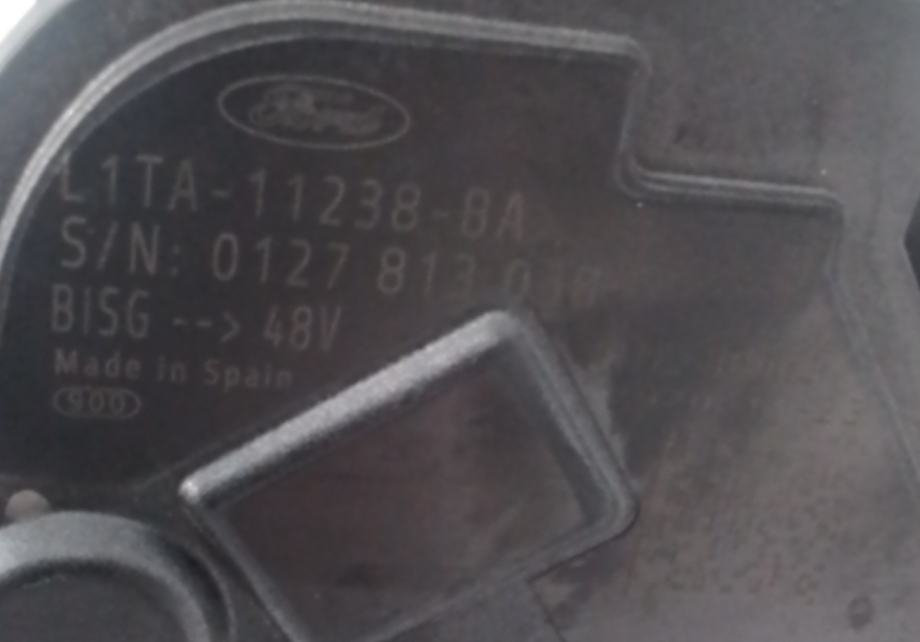 Ford
L1TA-11238-BA
S/N: 0127 813
BISG --> 48V
Made in Spain
900